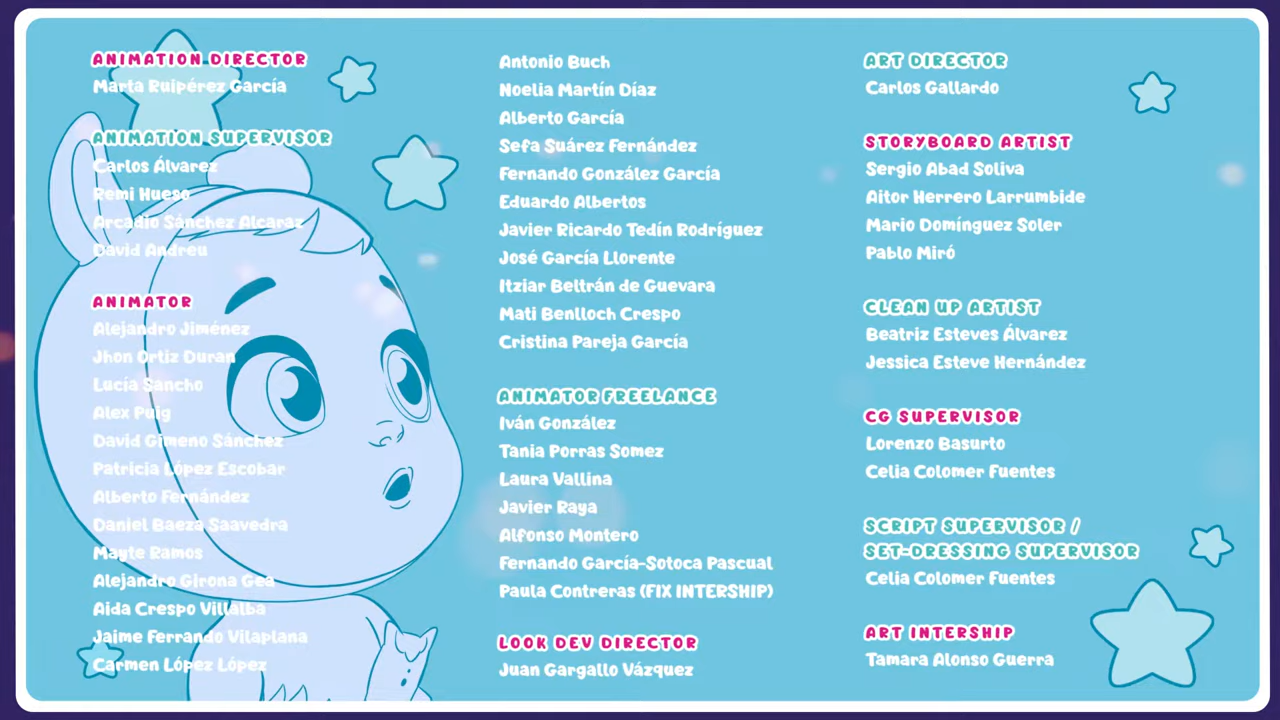 ANIMATION DIRECTOR
Marta Ruipérez García
ANIMATION SUPERVISOR
Carlos Álvarez
Remi Hueso
Arcadio Sánchez Alcaraz
David Andreu
ANIMATOR
Alejandro Jiménez
Jhon Ortiz Duran
Lucía Sancho
Alex Puig
David Gimeno Sánchez
Patricia López Escobar
Alberto Fernández
Daniel Baeza Saavedra
Mayte Ramos
Alejandro Girona Gea
Aida Crespo Villalba
Jaime Ferrando Vilaplana
Carmen López López
Antonio Buch
Noelia Martín Díaz
Alberto García
Sefa Suárez Fernández
Fernando González García
Eduardo Albertos
Javier Ricardo Tedín Rodríguez
José García Llorente
Itziar Beltrán de Guevara
Mati Benlloch Crespo
Cristina Pareja García
ANIMATOR FREELANCE
Iván González
Tania Porras Somez
Laura Vallina
Javier Raya
Alfonso Montero
Fernando García-Sotoca Pascual
Paula Contreras (FIX INTERSHIP)
LOOK DEV DIRECTOR
Juan Gargallo Vázquez
ART DIRECTOR
Carlos Gallardo
STORYBOARD ARTIST
Sergio Abad Soliva
Aitor Herrero Larrumbide
Mario Domínguez Soler
Pablo Miró
CLEAN UP ARTIST
Beatriz Esteves Álvarez
Jessica Esteve Hernández
CG SUPERVISOR
Lorenzo Basurto
Celia Colomer Fuentes
SCRIPT SUPERVISOR /
SET-DRESSING SUPERVISOR
Celia Colomer Fuentes
ART INTERSHIP
Tamara Alonso Guerra